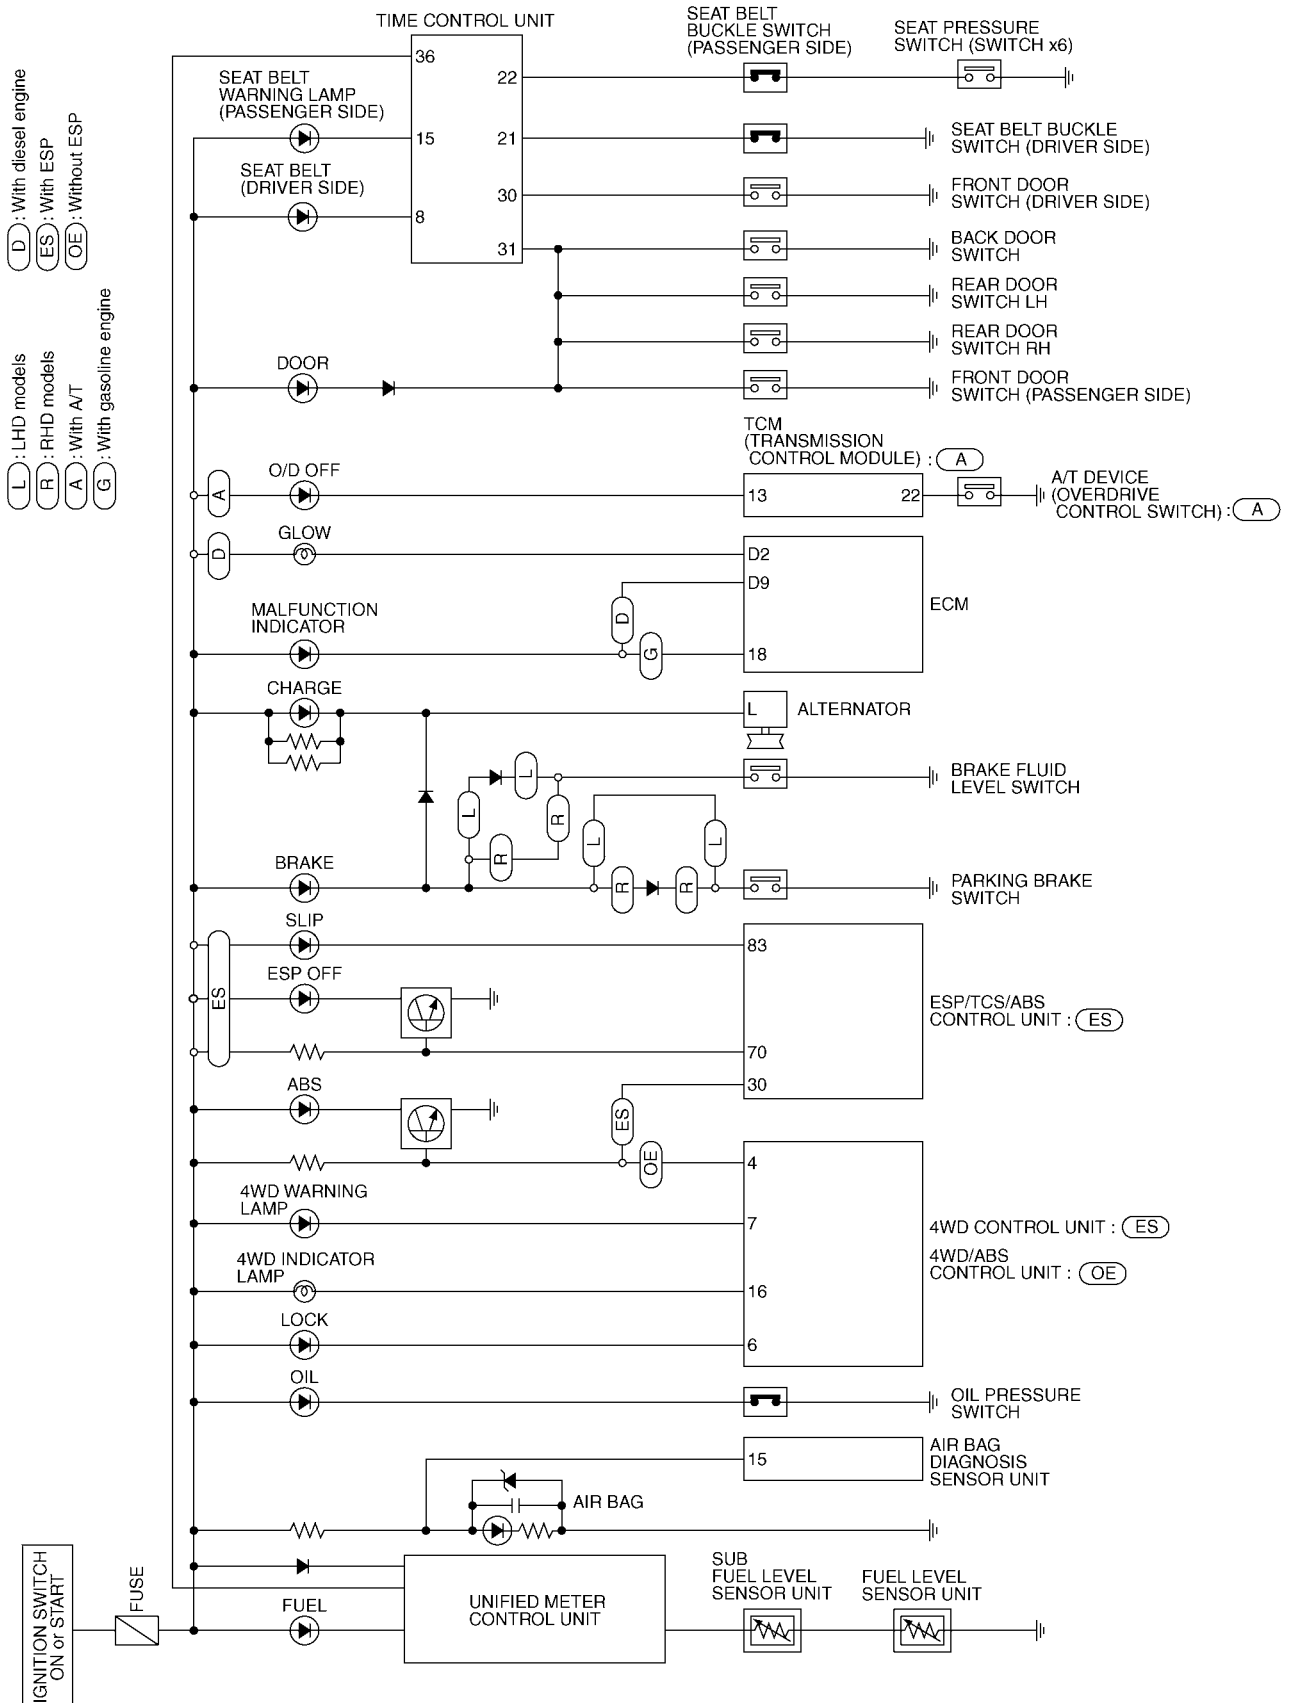 D : With diesel engine
ES : With ESP
OE : Without ESP
L : LHD models
R : RHD models
A : With A/T
G : With gasoline engine
TIME CONTROL UNIT
36
22
15
21
8
30
31
SEAT BELT
WARNING LAMP
(PASSENGER SIDE)
SEAT BELT
(DRIVER SIDE)
SEAT BELT
BUCKLE SWITCH
(PASSENGER SIDE)
SEAT PRESSURE
SWITCH (SWITCH x6)
SEAT BELT BUCKLE
SWITCH (DRIVER SIDE)
FRONT DOOR
SWITCH (DRIVER SIDE)
BACK DOOR
SWITCH
REAR DOOR
SWITCH LH
REAR DOOR
SWITCH RH
DOOR
FRONT DOOR
SWITCH (PASSENGER SIDE)
TCM
(TRANSMISSION
CONTROL MODULE) : A
A
O/D OFF
13
22
A/T DEVICE
(OVERDRIVE
CONTROL SWITCH) : A
D
GLOW
D2
D9
ECM
MALFUNCTION
INDICATOR
D
G
18
CHARGE
L
ALTERNATOR
L
L
R
R
BRAKE FLUID
LEVEL SWITCH
L
L
BRAKE
R
R
PARKING BRAKE
SWITCH
SLIP
83
ES
ESP OFF
ESP/TCS/ABS
CONTROL UNIT : ES
70
30
ABS
ES
OE
4
4WD WARNING
LAMP
7
4WD CONTROL UNIT : ES
4WD/ABS
CONTROL UNIT : OE
4WD INDICATOR
LAMP
16
LOCK
6
OIL
OIL PRESSURE
SWITCH
15
AIR BAG
DIAGNOSIS
SENSOR UNIT
AIR BAG
IGNITION SWITCH
ON or START
FUSE
FUEL
UNIFIED METER
CONTROL UNIT
SUB
FUEL LEVEL
SENSOR UNIT
FUEL LEVEL
SENSOR UNIT